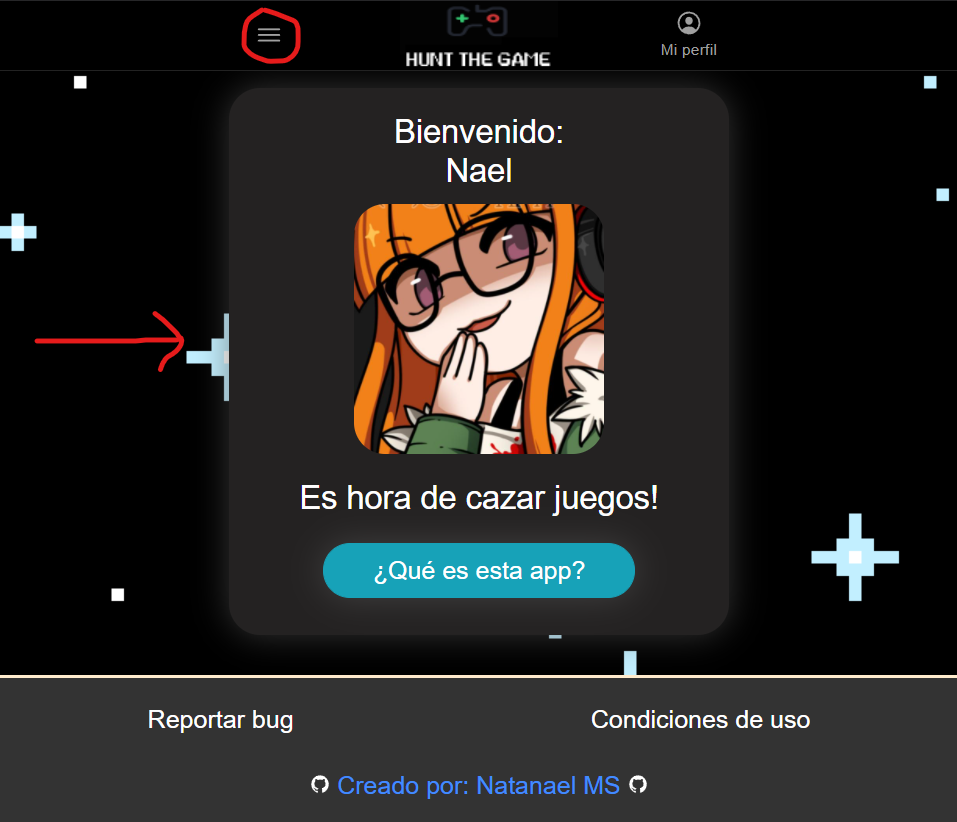 HUNT THE GAME
Mi perfil
Bienvenido:
Nael
Es hora de cazar juegos!
¿Qué es esta app?
Reportar bug
Condiciones de uso
Creado por: Natanael MS